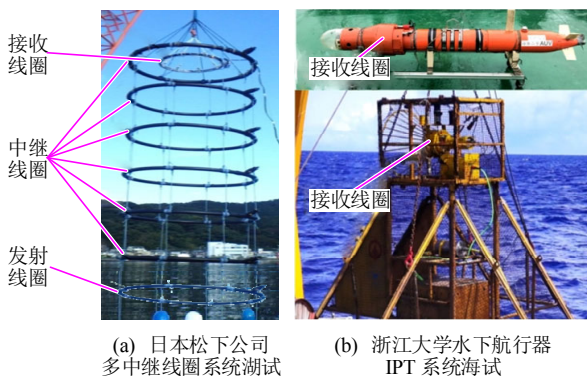 接收
线圈
中继
线圈
发射
线圈
(a) 日本松下公司
多中继线圈系统湖试
接收线圈
AUV
接收线圈
(b) 浙江大学水下航行器
IPT 系统海试